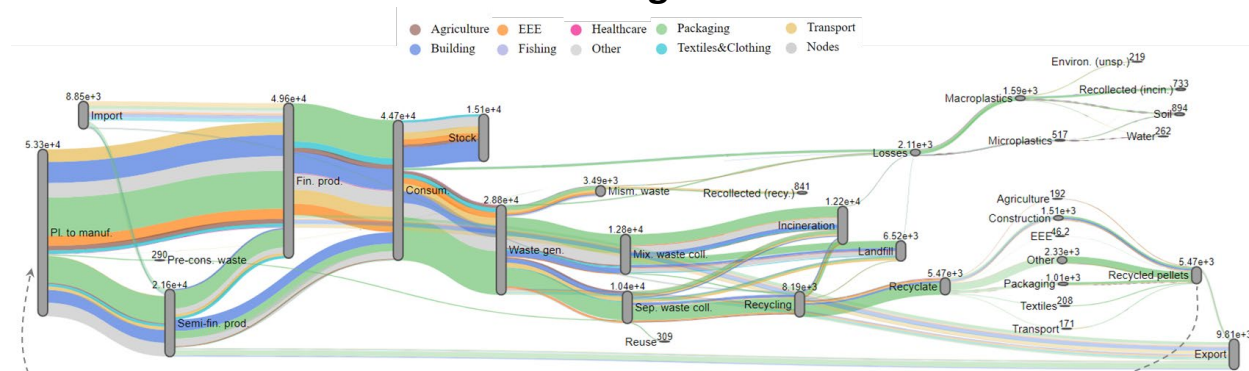 Agriculture EEE Healthcare Packaging Transport
Building Fishing Other Textiles&Clothing Nodes
8.85e+3
Import
5.33e+4
Pl. to manuf.
290
Pre-cons. waste
2.16e+4
Semi-fin. prod.
4.96e+4
Fin. prod.
4.47e+4
Consum.
1.51e+4
Stock
2.88e+4
Waste gen.
3.49e+3
Mism. waste
1.28e+4
Mix. waste coll.
1.04e+4
Sep. waste coll.
Reuse 309
Recollected (recy.) 841
8.19e+3
Recycling
1.22e+4
Incineration
6.52e+3
Landfill
2.11e+3
Losses
1.59e+3
Macroplastics
Microplastics 517
Environ. (unsp.) 219
Recollected (incin.) 733
Soil 894
Water 262
5.47e+3
Recyclate
Agriculture 192
Construction 1.51e+3
EEE 46.2
Other 2.33e+3
Packaging 1.01e+3
Textiles 208
Transport 171
5.47e+3
Recycled pellets
9.81e+3
Export